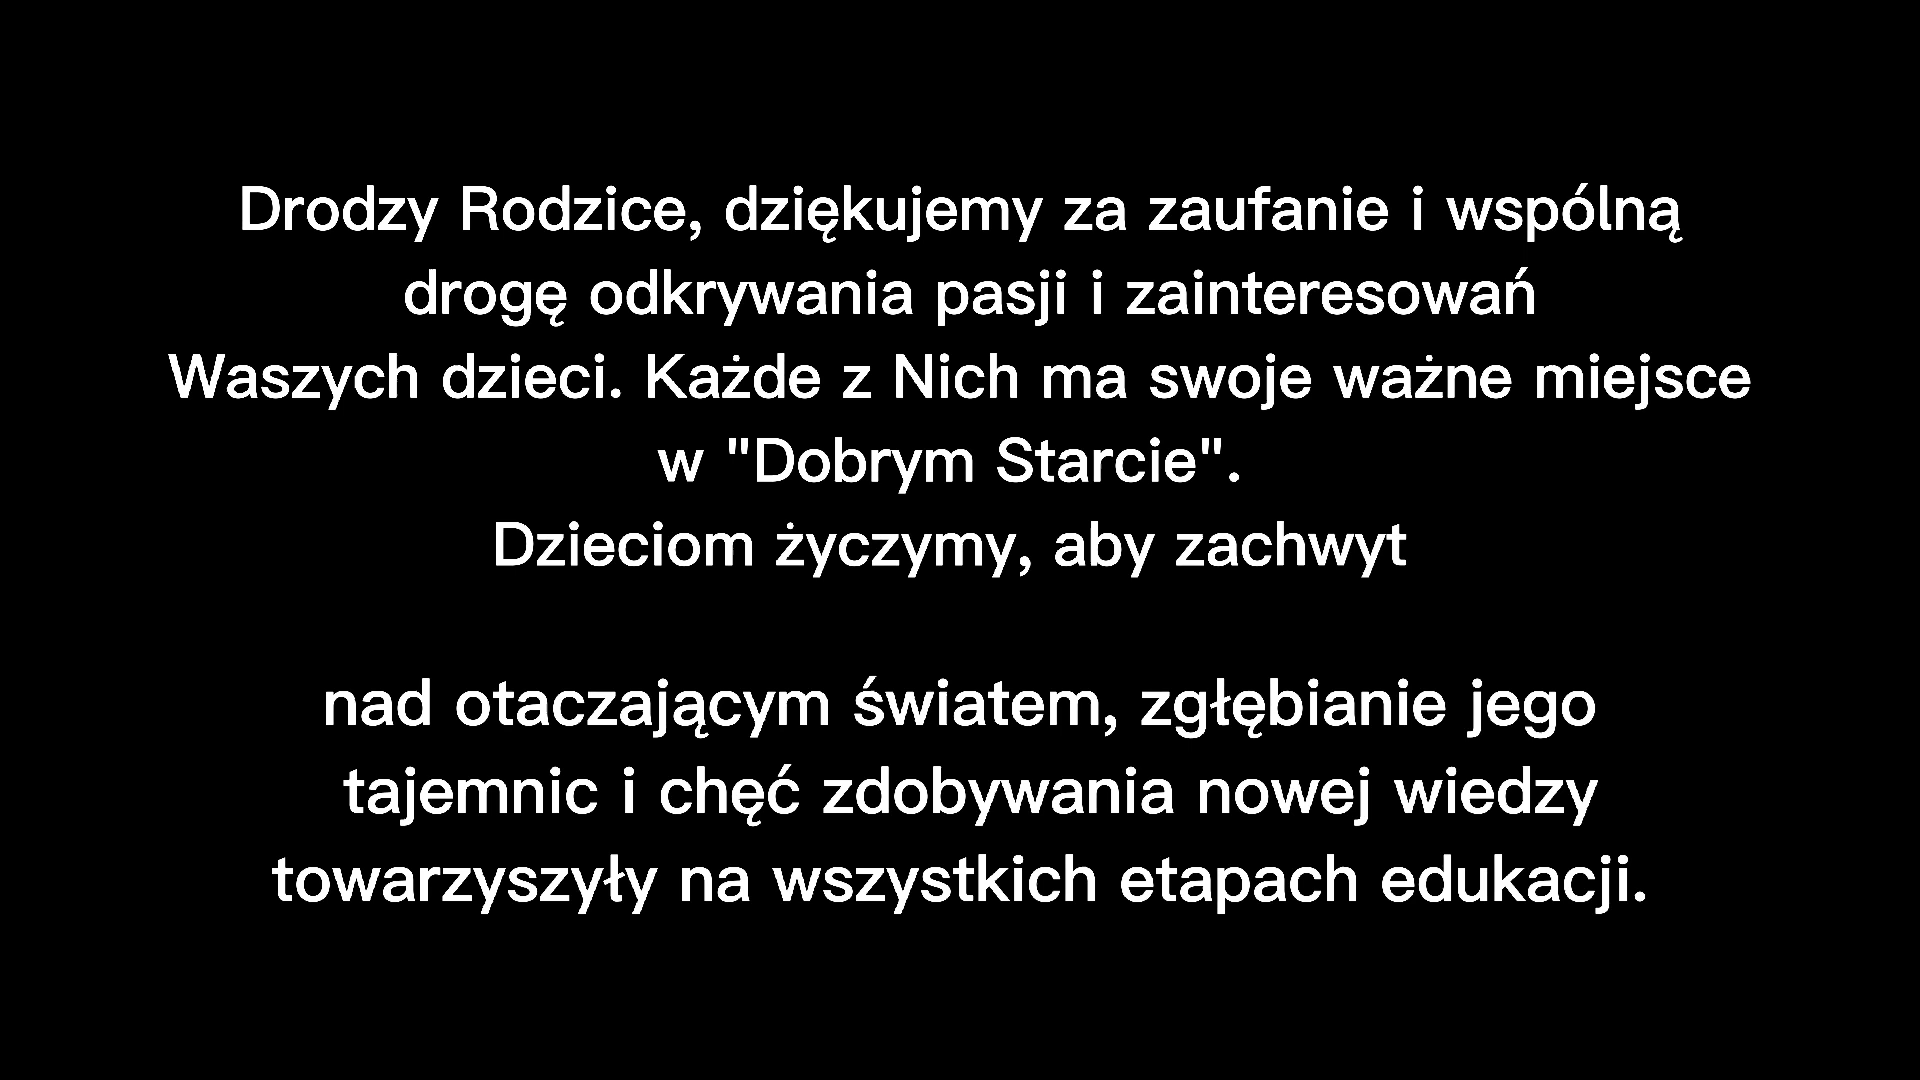 Drodzy Rodzice, dziękujemy za zaufanie i wspólną
drogę odkrywania pasji i zainteresowań
Waszych dzieci. Każde z Nich ma swoje ważne miejsce
w "Dobrym Starcie".
Dzieciom życzymy, aby zachwyt
nad otaczającym światem, zgłębianie jego
tajemnic i chęć zdobywania nowej wiedzy
towarzyszyły na wszystkich etapach edukacji.